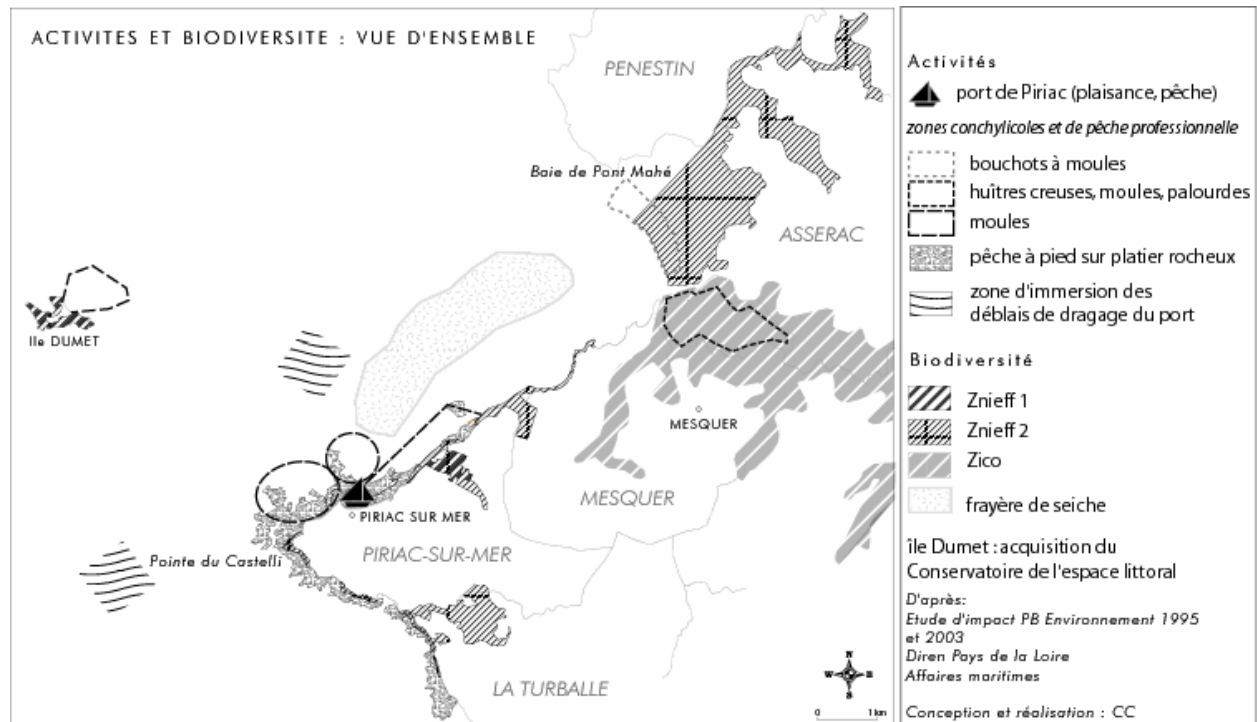 ACTIVITES ET BIODIVERSITE : VUE D'ENSEMBLE
PENESTIN
Baie de Pont Mahé
ASSERAC
Ile DUMET
MESQUER
MESQUER
PIRIAC SUR MER
PIRIAC-SUR-MER
Pointe du Castelli
LA TURBALLE
N
W E
S
0 1 km
Activités
port de Piriac (plaisance, pêche)
zones conchylicoles et de pêche professionnelle
bouchots à moules
huîtres creuses, moules, palourdes
moules
pêche à pied sur platier rocheux
zone d'immersion des
déblais de dragage du port
Biodiversité
Znieff 1
Znieff 2
Zico
frayère de seiche
île Dumet : acquisition du
Conservatoire de l'espace littoral
D'après:
Etude d'impact PB Environnement 1995
et 2003
Diren Pays de la Loire
Affaires maritimes
Conception et réalisation : CC